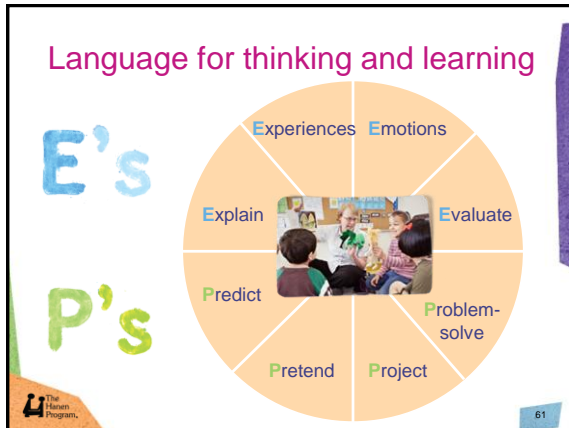 Language for thinking and learning
E's
Experiences
Emotions
Explain
Evaluate
Predict
Problem-
solve
P's
Pretend
Project
The
Hanen
Program®
61